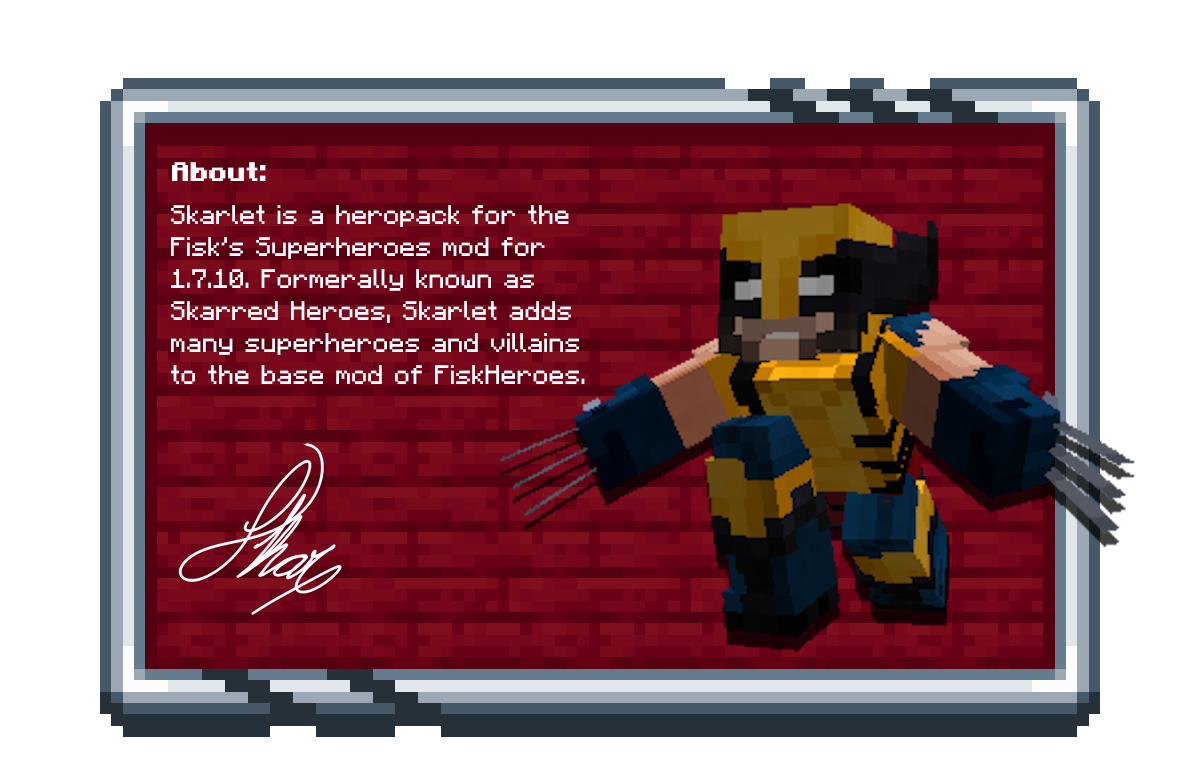 About:
Skarlet is a heropack for the
Fisk's Superheroes mod for
1.7.10. Formerally known as
Skarred Heroes, Skarlet adds
many superheroes and villains
to the base mod of FiskHeroes.
Skar